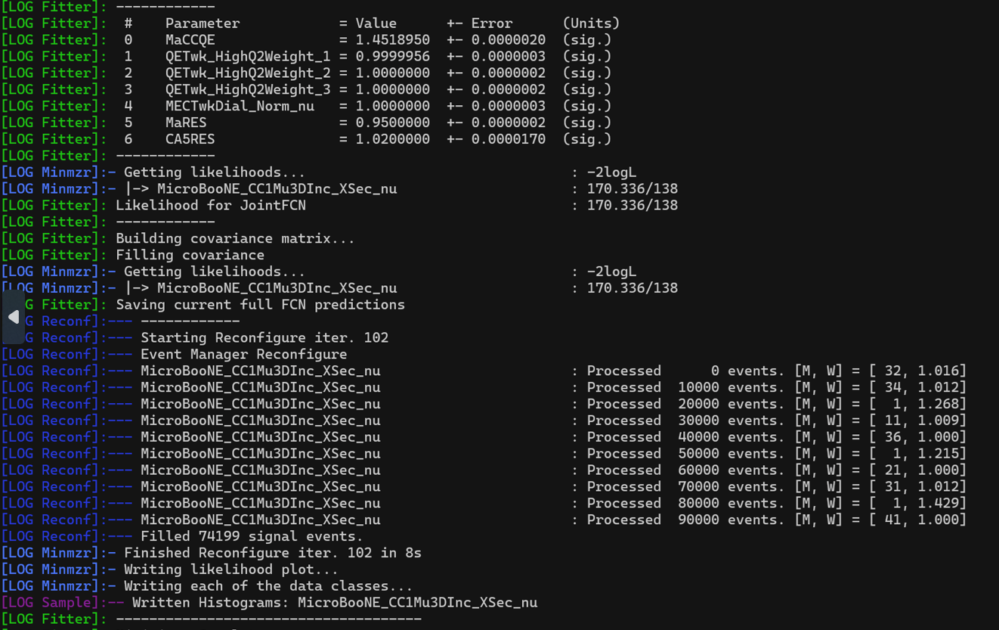 [LOG Fitter]: ------------
[LOG Fitter]:  #    Parameter            = Value     +- Error      (Units)
[LOG Fitter]:  0    MaCCQE               = 1.4518950  +- 0.0000020  (sig.)
[LOG Fitter]:  1    QETwk_HighQ2Weight_1 = 0.9999956  +- 0.0000003  (sig.)
[LOG Fitter]:  2    QETwk_HighQ2Weight_2 = 1.0000000  +- 0.0000002  (sig.)
[LOG Fitter]:  3    QETwk_HighQ2Weight_3 = 1.0000000  +- 0.0000002  (sig.)
[LOG Fitter]:  4    MECTwkDial_Norm_nu   = 1.0000000  +- 0.0000003  (sig.)
[LOG Fitter]:  5    MaRES                = 0.9500000  +- 0.0000002  (sig.)
[LOG Fitter]:  6    CA5RES               = 1.0200000  +- 0.0000170  (sig.)
[LOG Fitter]: ------------
[LOG Minmzr]:- Getting likelihoods... : -2logL
[LOG Minmzr]:- |-> MicroBooNE_CC1Mu3DInc_XSec_nu : 170.336/138
[LOG Fitter]: Likelihood for JointFCN : 170.336/138
[LOG Fitter]: ------------
[LOG Fitter]: Building covariance matrix...
[LOG Fitter]: Filling covariance
[LOG Minmzr]:- Getting likelihoods... : -2logL
[LOG Minmzr]:- |-> MicroBooNE_CC1Mu3DInc_XSec_nu : 170.336/138
G Fitter]: Saving current full FCN predictions
G Reconf]:--- ------------
G Reconf]:--- Starting Reconfigure iter. 102
[LOG Reconf]:--- Event Manager Reconfigure
[LOG Reconf]:--- MicroBooNE_CC1Mu3DInc_XSec_nu : Processed      0 events. [M, W] = [ 32, 1.016]
[LOG Reconf]:--- MicroBooNE_CC1Mu3DInc_XSec_nu : Processed  10000 events. [M, W] = [ 34, 1.012]
[LOG Reconf]:--- MicroBooNE_CC1Mu3DInc_XSec_nu : Processed  20000 events. [M, W] = [  1, 1.268]
[LOG Reconf]:--- MicroBooNE_CC1Mu3DInc_XSec_nu : Processed  30000 events. [M, W] = [ 11, 1.009]
[LOG Reconf]:--- MicroBooNE_CC1Mu3DInc_XSec_nu : Processed  40000 events. [M, W] = [ 36, 1.000]
[LOG Reconf]:--- MicroBooNE_CC1Mu3DInc_XSec_nu : Processed  50000 events. [M, W] = [  1, 1.215]
[LOG Reconf]:--- MicroBooNE_CC1Mu3DInc_XSec_nu : Processed  60000 events. [M, W] = [ 21, 1.000]
[LOG Reconf]:--- MicroBooNE_CC1Mu3DInc_XSec_nu : Processed  70000 events. [M, W] = [ 31, 1.012]
[LOG Reconf]:--- MicroBooNE_CC1Mu3DInc_XSec_nu : Processed  80000 events. [M, W] = [  1, 1.429]
[LOG Reconf]:--- MicroBooNE_CC1Mu3DInc_XSec_nu : Processed  90000 events. [M, W] = [ 41, 1.000]
[LOG Reconf]:--- Filled 74199 signal events.
[LOG Minmzr]:- Finished Reconfigure iter. 102 in 8s
[LOG Minmzr]:- Writing likelihood plot...
[LOG Minmzr]:- Writing each of the data classes...
[LOG Sample]:-- Written Histograms: MicroBooNE_CC1Mu3DInc_XSec_nu
[LOG Fitter]: -------------------------------------